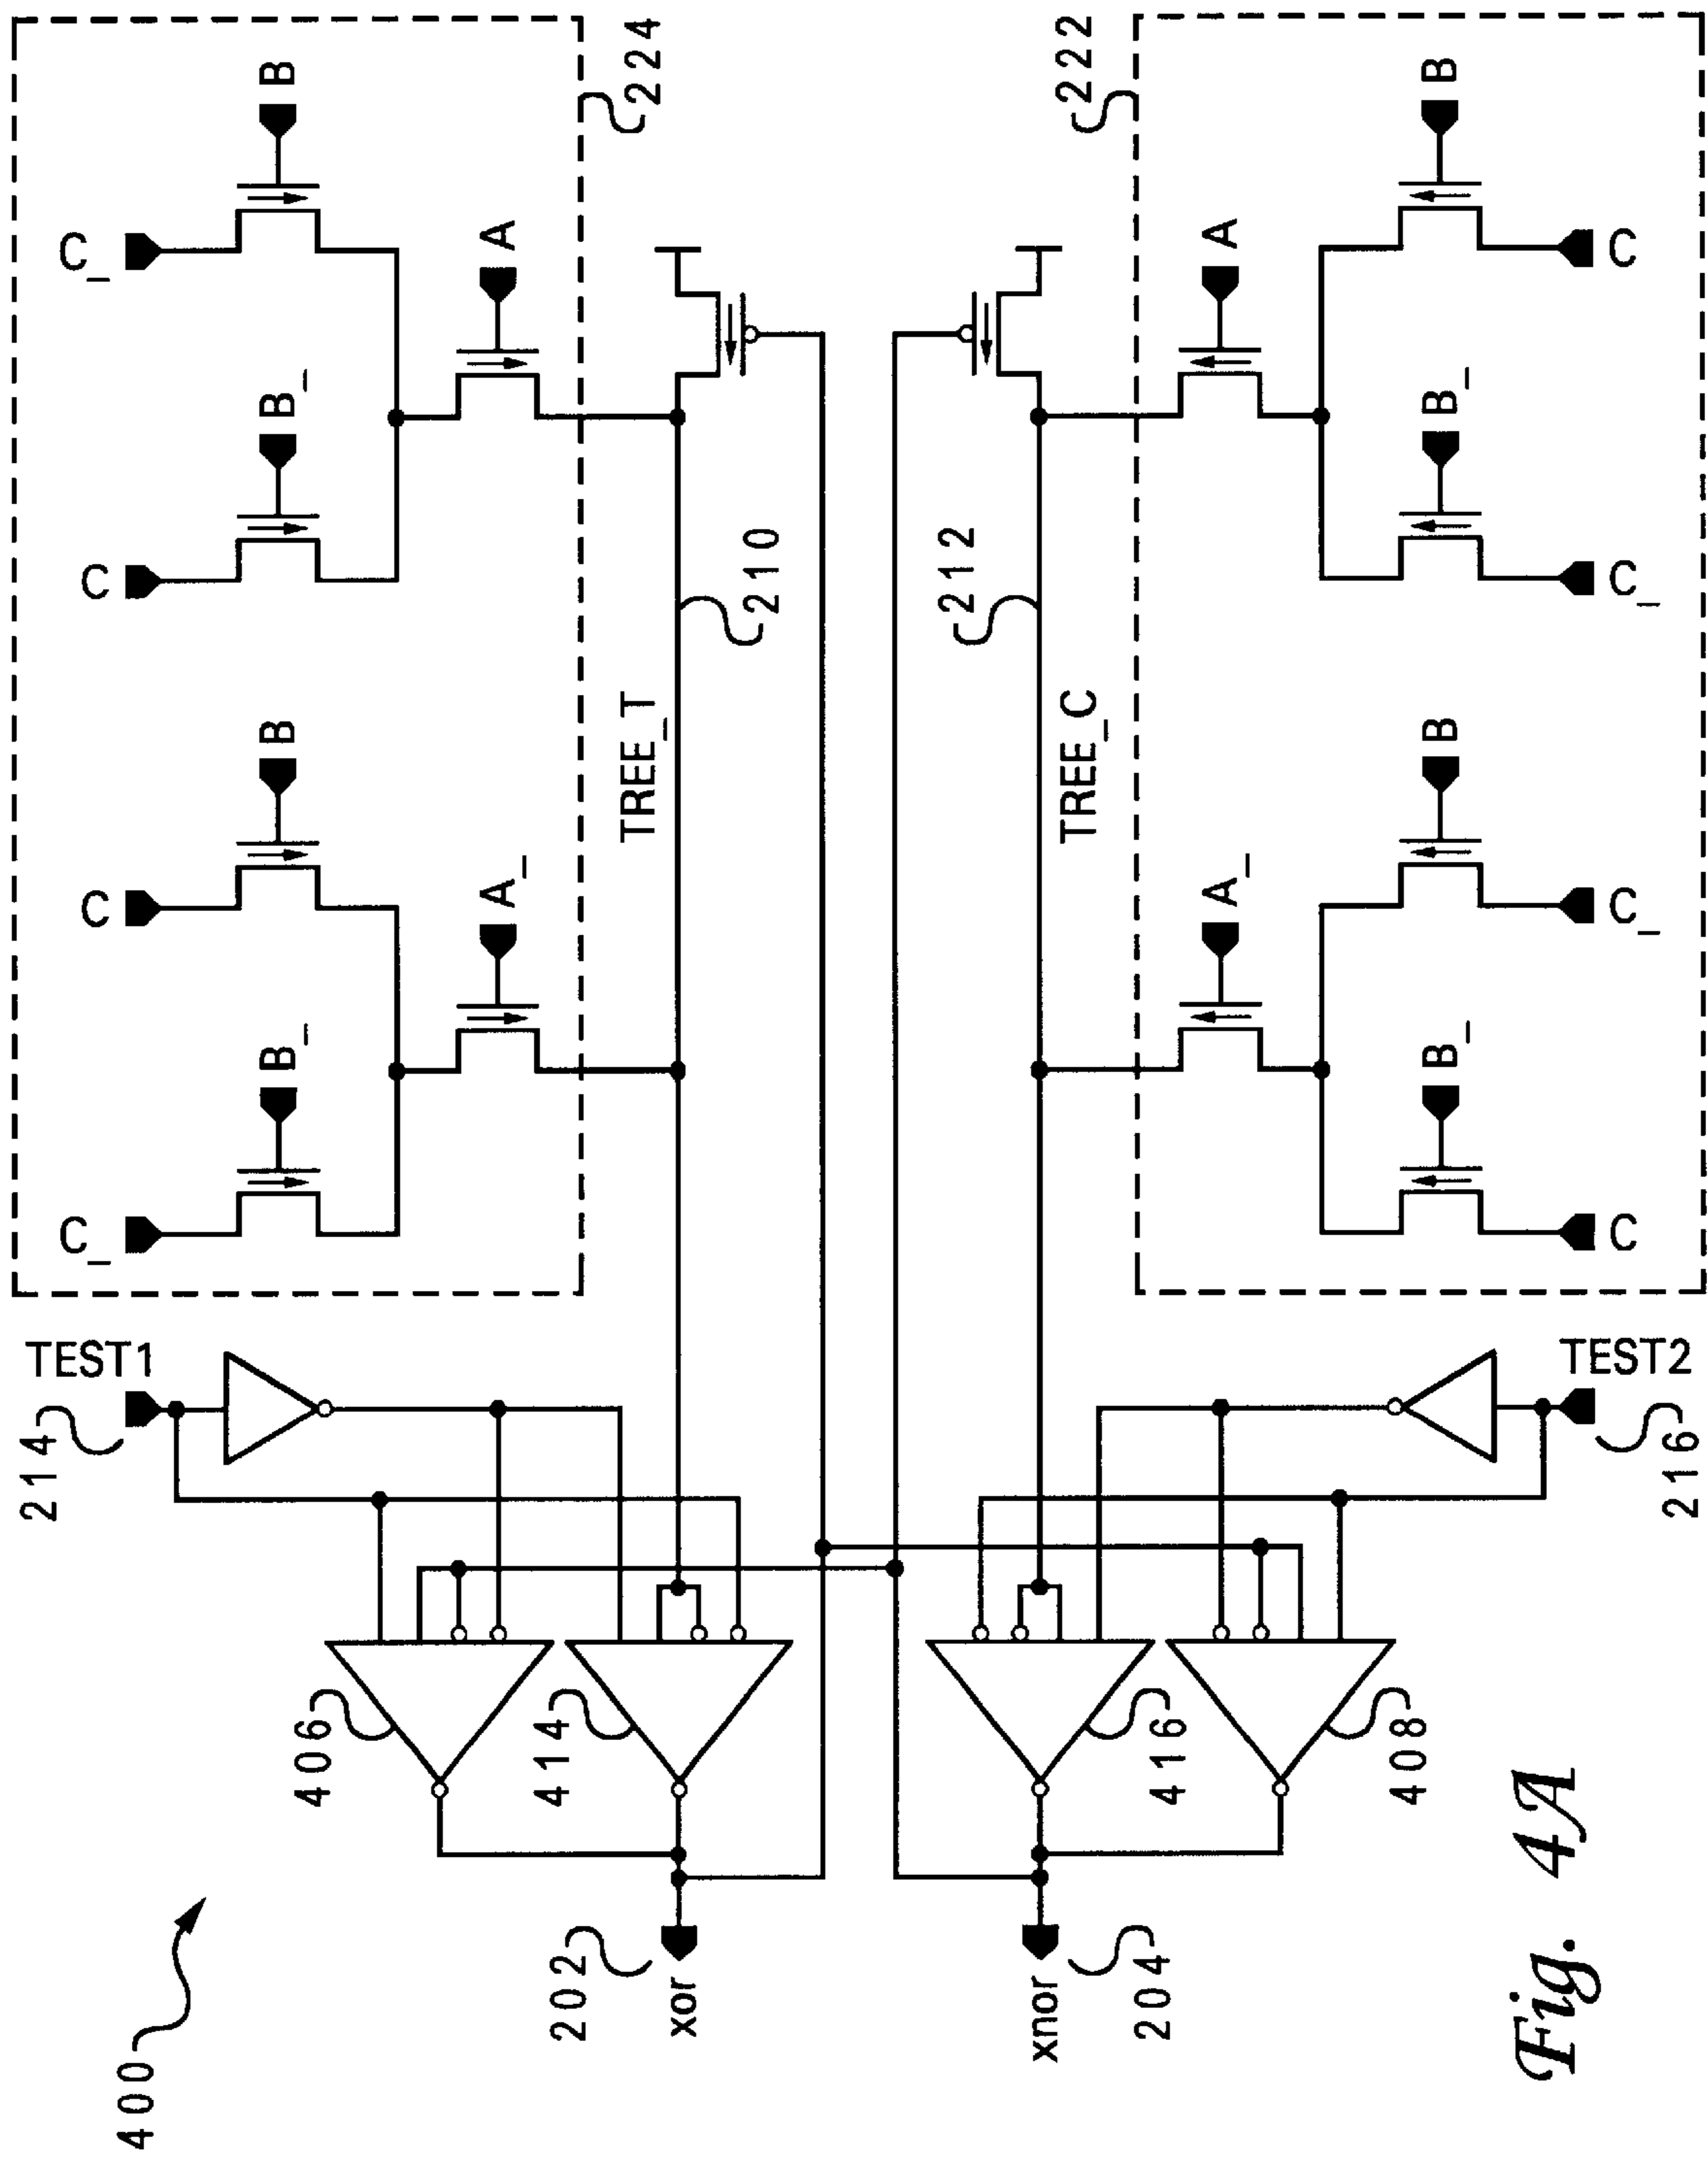 400
202
xor
xnor
204
406
414
416
408
214
TEST1
TEST2
216
C_
B_
C
B
A_
C
B_
C_
B
A
224
TREE_T
210
212
TREE_C
222
A_
B_
C
B
C_
A
B_
C_
B
C
Fig. 4A